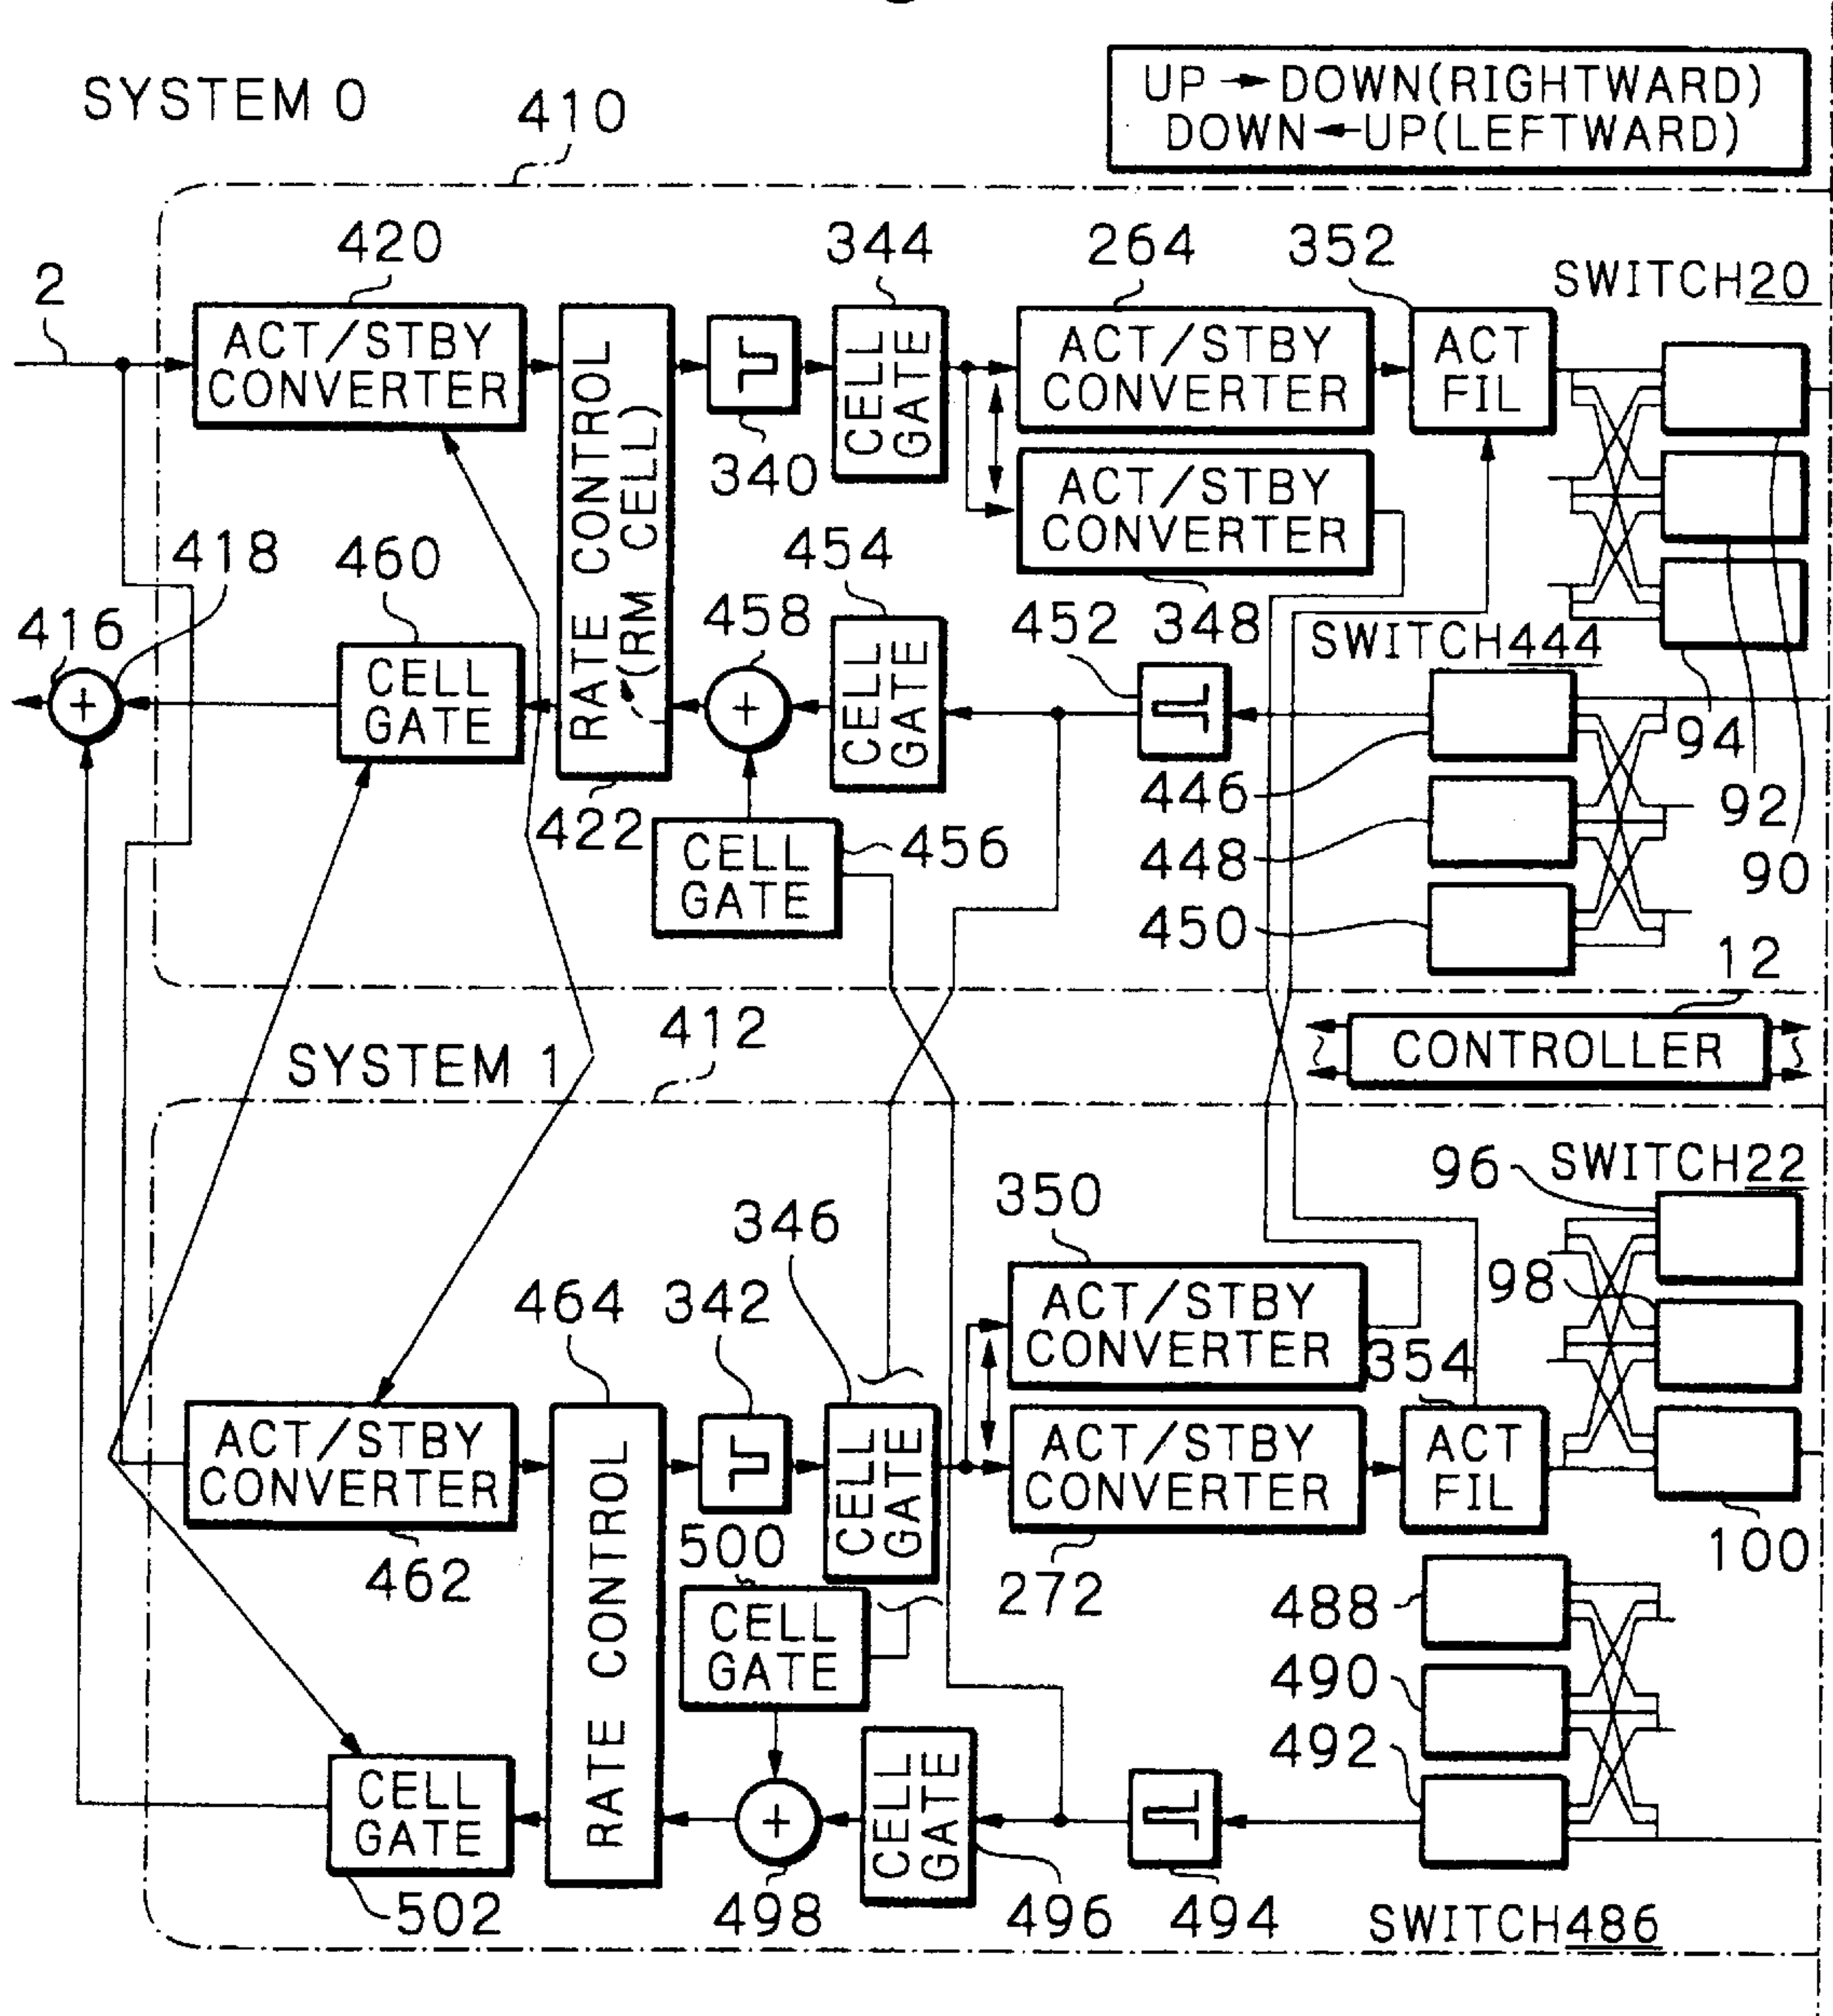 SYSTEM 0
UP → DOWN(RIGHTWARD)
DOWN ← UP(LEFTWARD)
410
420
344
264
352
SWITCH20
2
ACT/STBY
CONVERTER
RATE CONTROL
(RM CELL)
CELL
GATE
ACT/STBY
CONVERTER
ACT
FIL
340
ACT/STBY
CONVERTER
418
460
454
416
458
452
348
SWITCH444
+
CELL
GATE
+
CELL
GATE
446
94
422
CELL
GATE
456
448
92
90
450
12
412
CONTROLLER
SYSTEM 1
96
SWITCH22
350
346
98
464
342
ACT/STBY
CONVERTER
354
ACT/STBY
CONVERTER
RATE CONTROL
CELL
GATE
ACT/STBY
CONVERTER
ACT
FIL
500
100
462
272
488
CELL
GATE
490
492
CELL
GATE
+
CELL
GATE
502
498
496
494
SWITCH486